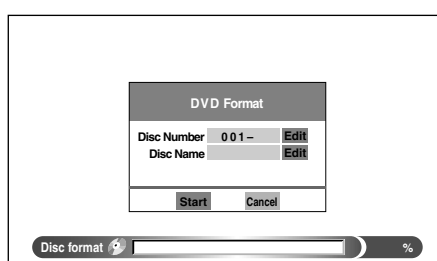 DVD Format
Disc Number 001– Edit
Disc Name Edit
Start Cancel
Disc format %